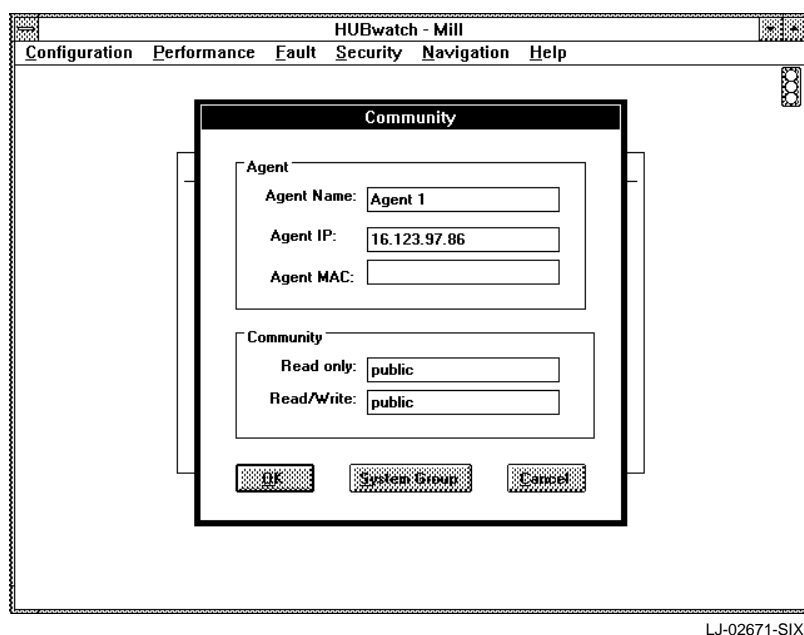 HUBwatch - Mill
Configuration Performance Fault Security Navigation Help
Community
Agent
Agent Name: Agent 1
Agent IP: 16.123.97.86
Agent MAC:
Community
Read only: public
Read/Write: public
OK System Group Cancel
LJ-02671-SIX